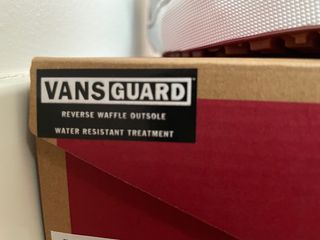 VANSGUARD
REVERSE WAFFLE OUTSOLE
WATER RESISTANT TREATMENT